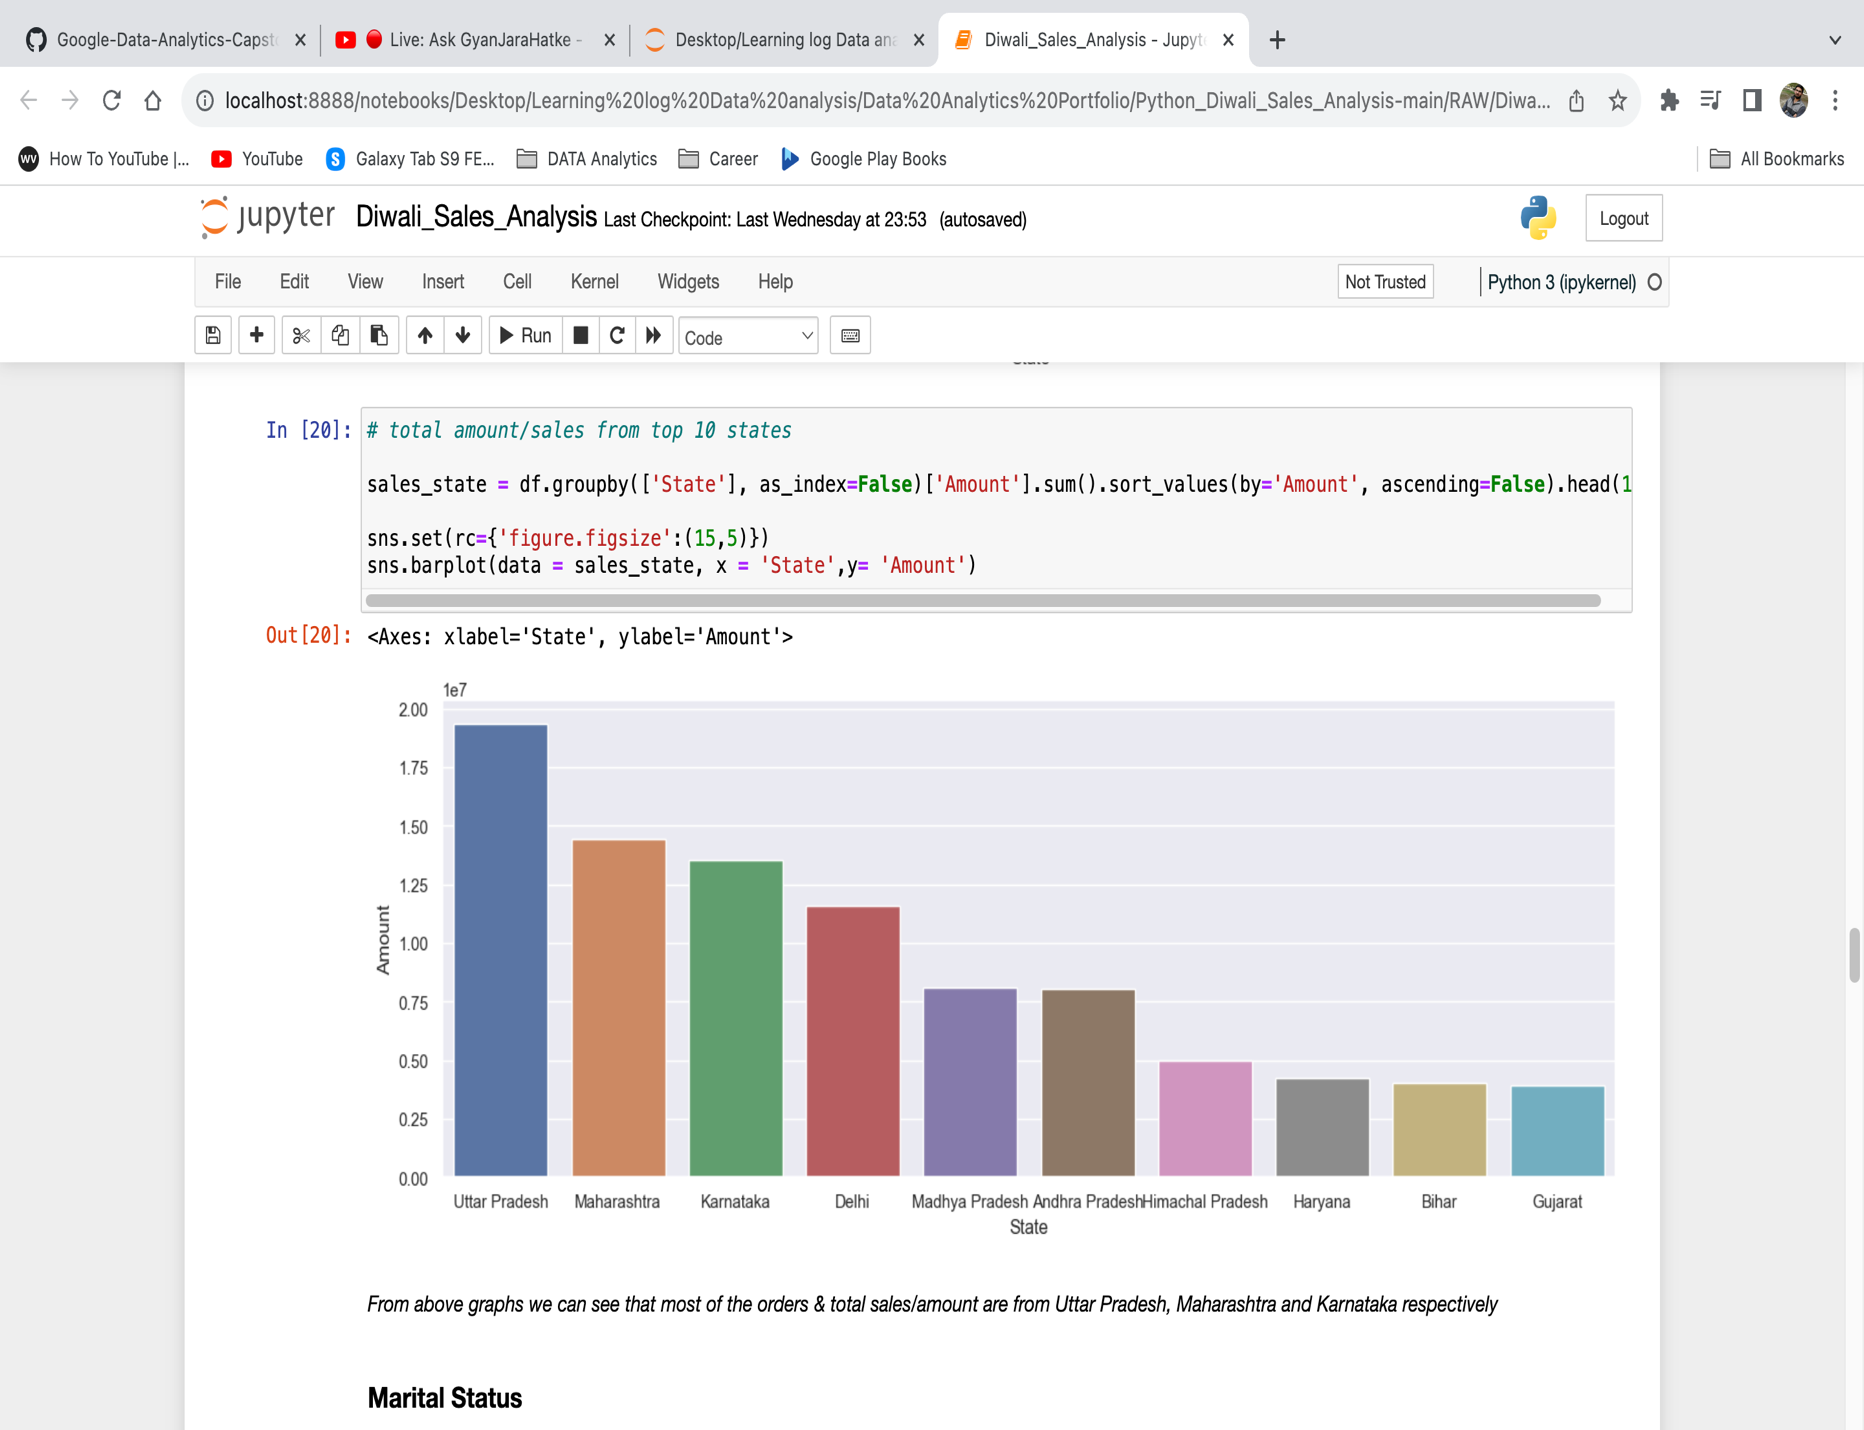 Google-Data-Analytics-Capst
Live: Ask GyanJaraHatke -
Desktop/Learning log Data ana
Diwali_Sales_Analysis - Jupyt
localhost:8888/notebooks/Desktop/Learning%20log%20Data%20analysis/Data%20Analytics%20Portfolio/Python_Diwali_Sales_Analysis-main/RAW/Diwa...
How To YouTube |...
YouTube
Galaxy Tab S9 FE...
DATA Analytics
Career
Google Play Books
All Bookmarks
jupyter Diwali_Sales_Analysis Last Checkpoint: Last Wednesday at 23:53 (autosaved)
Logout
File Edit View Insert Cell Kernel Widgets Help
Not Trusted
Python 3 (ipykernel)
Run
Code
In [20]: # total amount/sales from top 10 states
sales_state = df.groupby(['State'], as_index=False)['Amount'].sum().sort_values(by='Amount', ascending=False).head(1
sns.set(rc={'figure.figsize':(15,5)})
sns.barplot(data = sales_state, x = 'State',y= 'Amount')
Out[20]: <Axes: xlabel='State', ylabel='Amount'>
1e7
2.00
1.75
1.50
1.25
1.00
0.75
0.50
0.25
0.00
Amount
Uttar Pradesh Maharashtra Karnataka Delhi Madhya Pradesh Andhra Pradesh Himachal Pradesh Haryana Bihar Gujarat
State
From above graphs we can see that most of the orders & total sales/amount are from Uttar Pradesh, Maharashtra and Karnataka respectively
Marital Status